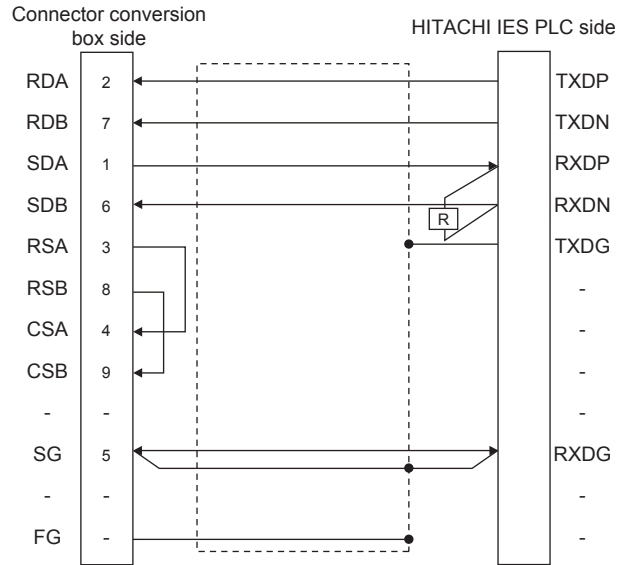 Connector conversion
box side
HITACHI IES PLC side
RDA 2 TXDP
RDB 7 TXDN
SDA 1 RXDP
SDB 6 RXDN
R
RSA 3 TXDG
RSB 8 -
CSA 4 -
CSB 9 -
- - -
SG 5 RXDG
- - -
FG - -